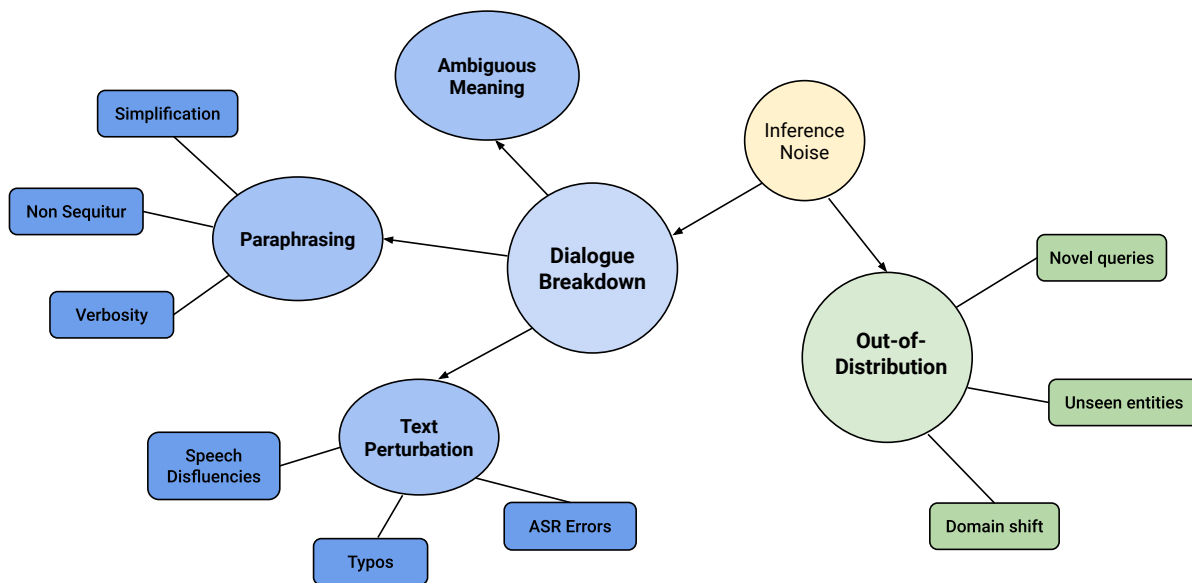 Ambiguous
Meaning
Inference
Noise
Simplification
Non Sequitur
Paraphrasing
Verbosity
Dialogue
Breakdown
Novel queries
Out-of-
Distribution
Unseen entities
Text
Perturbation
Speech
Disfluencies
ASR Errors
Typos
Domain shift